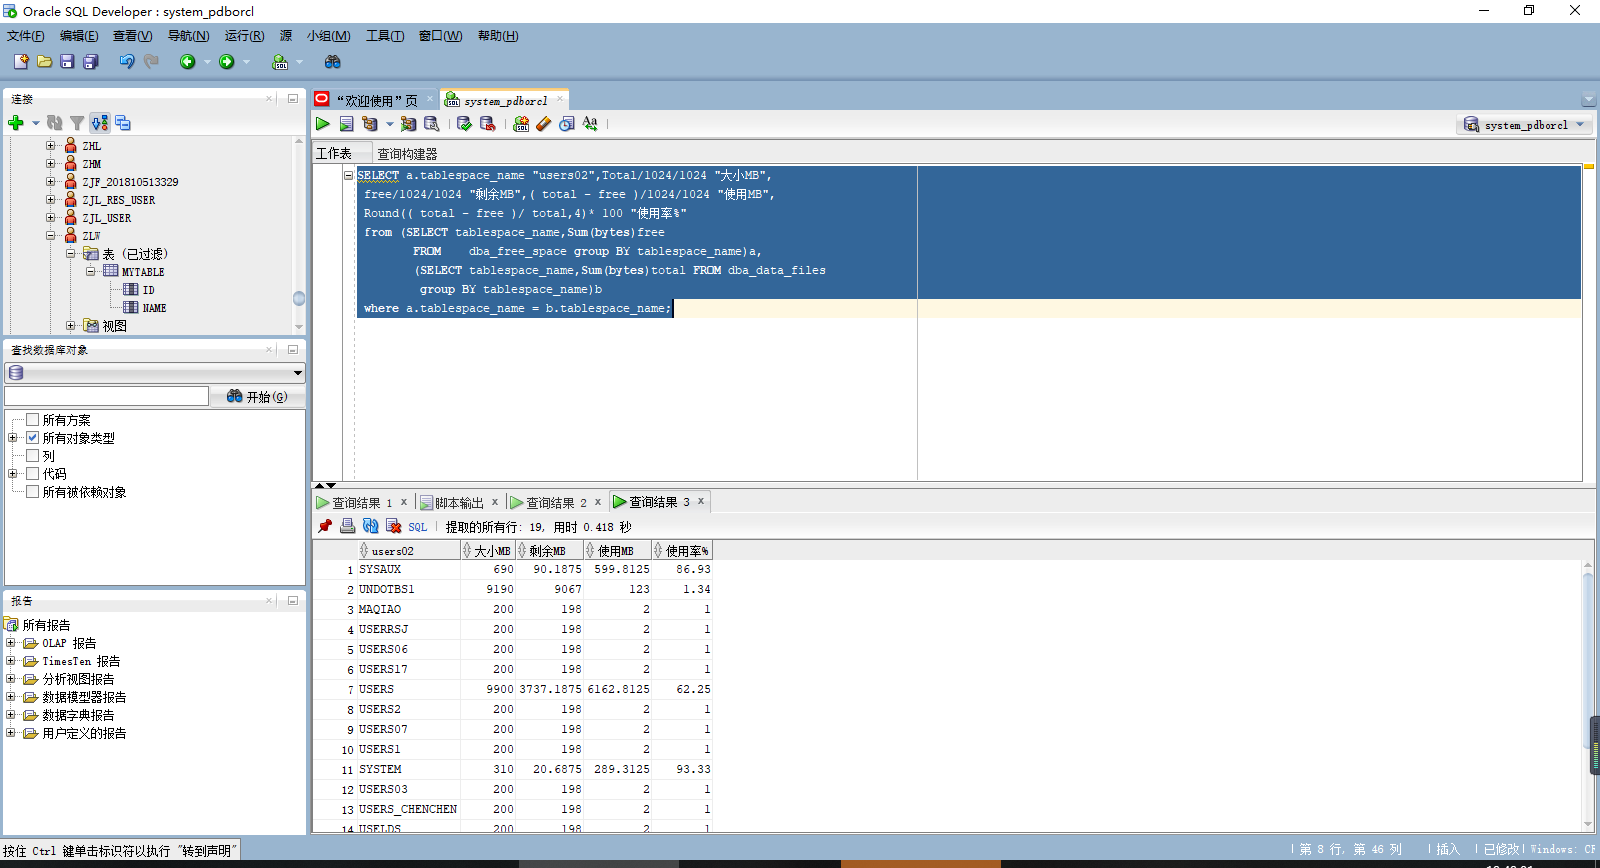 Oracle SQL Developer : system_pdborcl
文件(F) 编辑(E) 查看(V) 导航(N) 运行(R) 源 小组(M) 工具(T) 窗口(W) 帮助(H)
连接
ZHL
ZHM
ZJF_201810513329
ZJL_RES_USER
ZJL_USER
ZLW
表 (已过滤)
MYTABLE
ID
NAME
视图
查找数据库对象
开始(G)
所有方案
所有对象类型
列
代码
所有被依赖对象
报告
所有报告
OLAP 报告
TimesTen 报告
分析视图报告
数据模型器报告
数据字典报告
用户定义的报告
“欢迎使用”页
system_pdborcl
system_pdborcl
工作表 查询构建器
SELECT a.tablespace_name "users02",Total/1024/1024 "大小MB",
free/1024/1024 "剩余MB",( total - free )/1024/1024 "使用MB",
Round(( total - free )/ total,4)* 100 "使用率%"
from (SELECT tablespace_name,Sum(bytes)free
FROM dba_free_space group BY tablespace_name)a,
(SELECT tablespace_name,Sum(bytes)total FROM dba_data_files
group BY tablespace_name)b
where a.tablespace_name = b.tablespace_name;
查询结果 1 x 脚本输出 x 查询结果 2 x 查询结果 3 x
SQL 提取的所有行: 19, 用时 0.418 秒
users02 大小MB 剩余MB 使用MB 使用率%
1 SYSAUX 690 90.1875 599.8125 86.93
2 UNDOTBS1 9190 9067 123 1.34
3 MAQIAO 200 198 2 1
4 USERRSJ 200 198 2 1
5 USERS06 200 198 2 1
6 USERS17 200 198 2 1
7 USERS 9900 3737.1875 6162.8125 62.25
8 USERS2 200 198 2 1
9 USERS07 200 198 2 1
10 USERS1 200 198 2 1
11 SYSTEM 310 20.6875 289.3125 93.33
12 USERS03 200 198 2 1
13 USERS_CHENCHEN 200 198 2 1
14 USELDS 200 198 2 1
按住 Ctrl 键单击标识符以执行 "转到声明"
第 8 行, 第 46 列 插入 已修改 Windows: CR